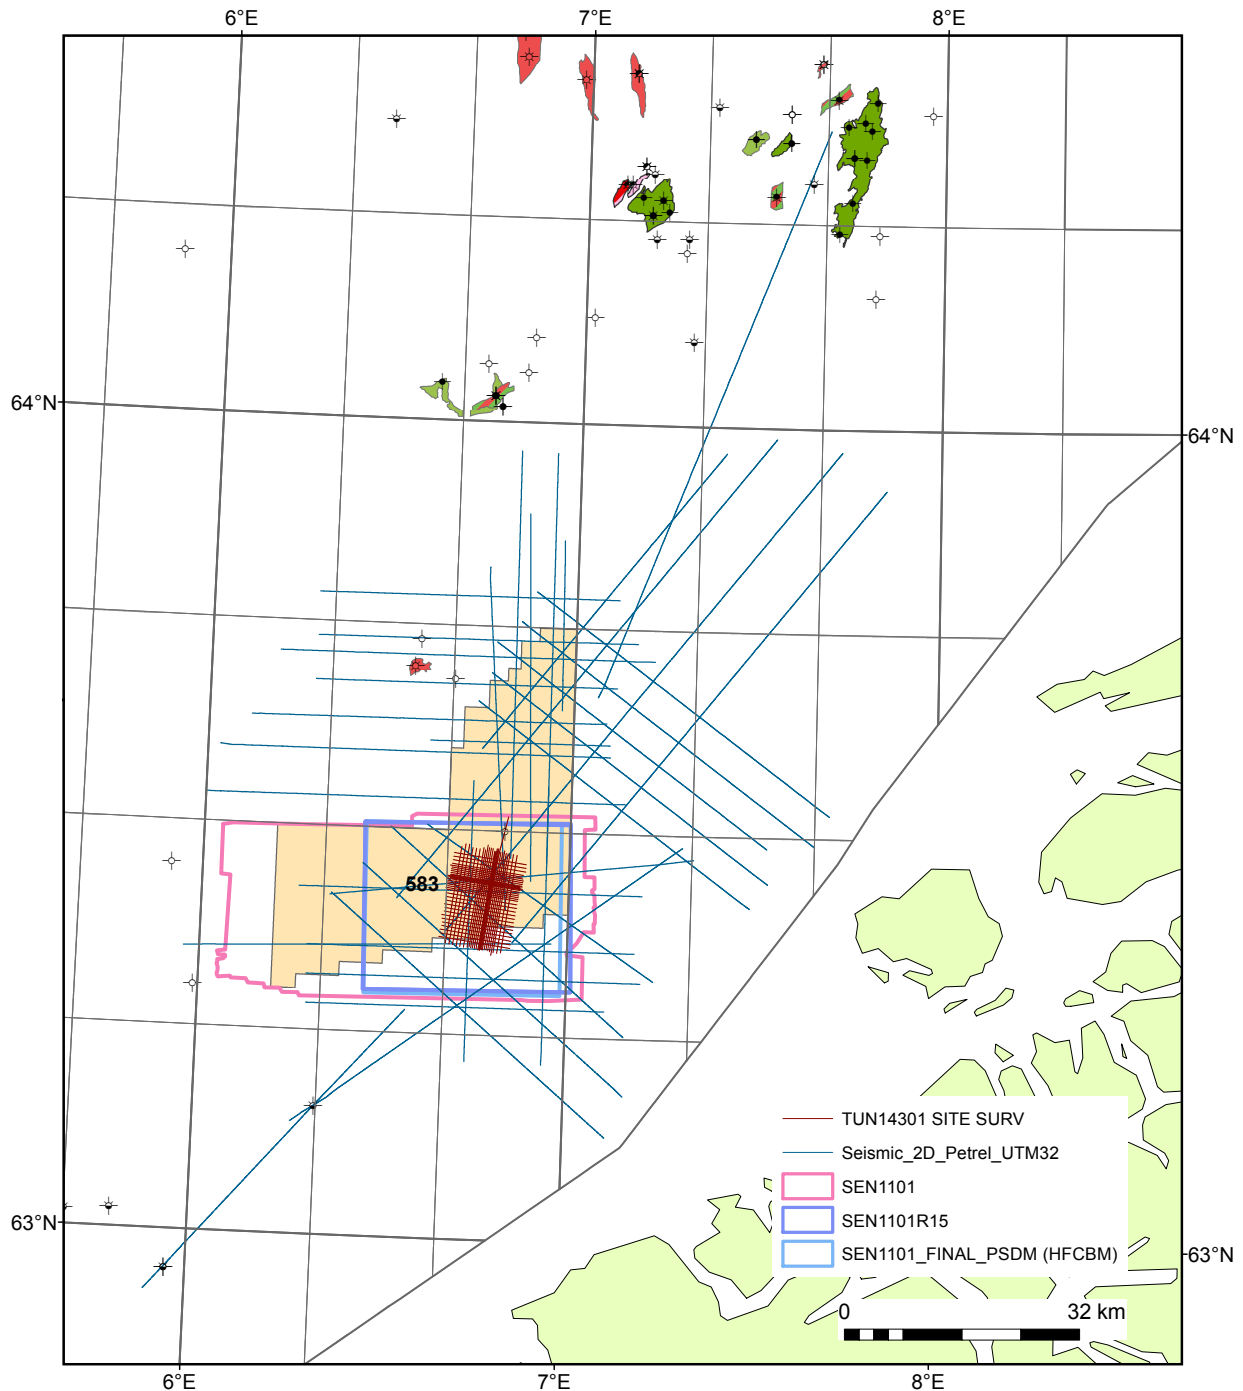 6°E 7°E 8°E
64°N 64°N
583
TUN14301 SITE SURV
Seismic_2D_Petrel_UTM32
SEN1101
SEN1101R15
63°N SEN1101_FINAL_PSDM (HFCBM) 63°N
0 32 km
6°E 7°E 8°E